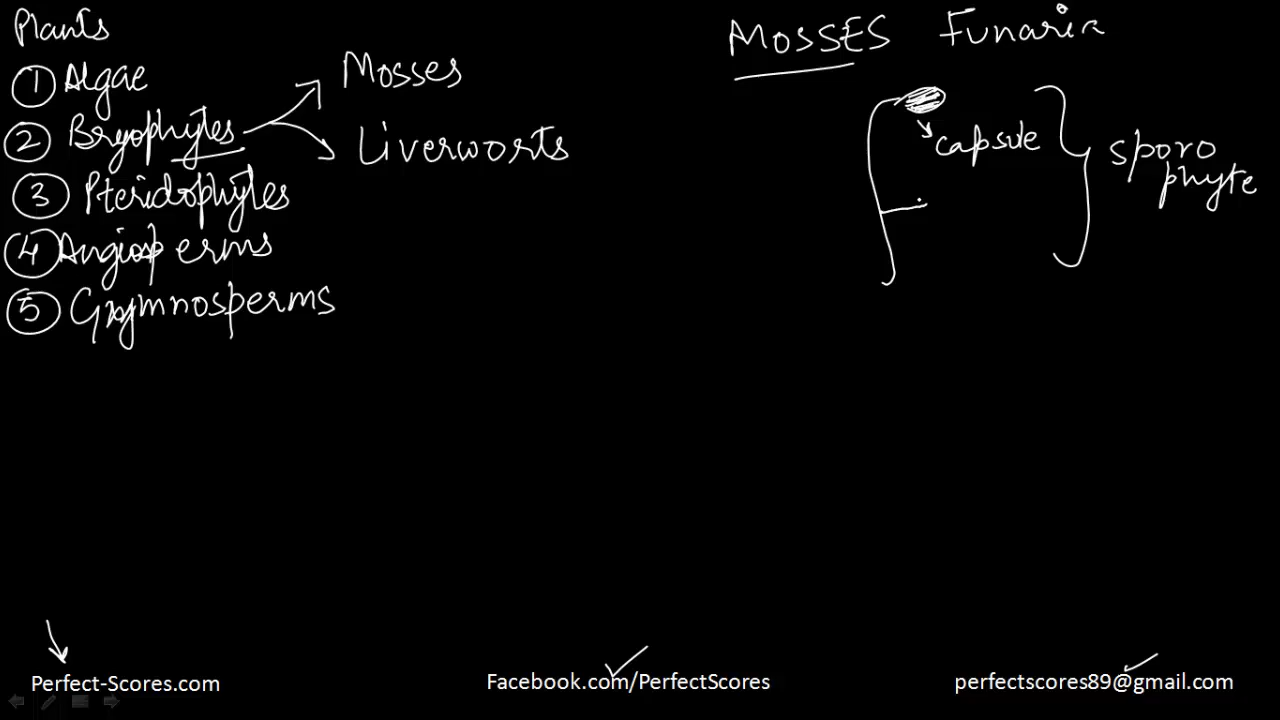 Plants
① Algae
② Bryophytes
③ Pteridophytes
④ Angiosperms
⑤ Gymnosperms
Mosses
Liverworts
MOSSES Funaria
capsule
sporo
phyte
Perfect-Scores.com
Facebook.com/PerfectScores
perfectscores89@gmail.com